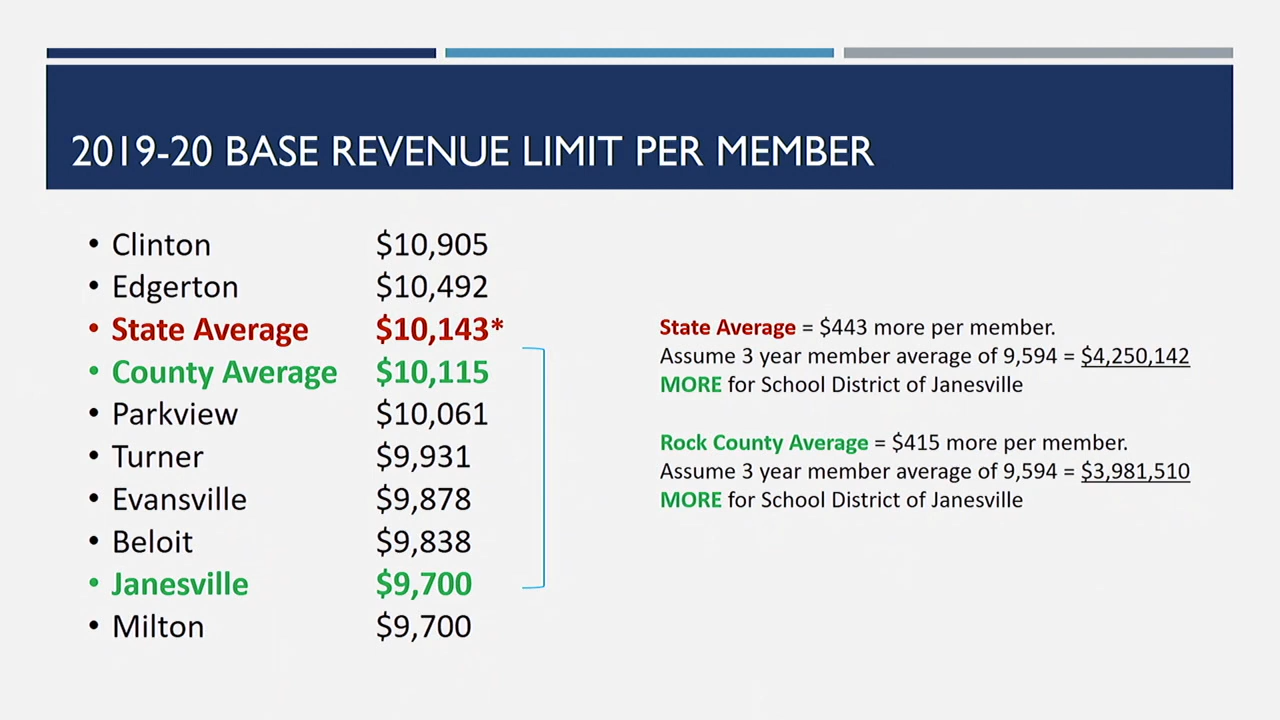 2019-20 BASE REVENUE LIMIT PER MEMBER
• Clinton $10,905
• Edgerton $10,492
• State Average $10,143*
• County Average $10,115
• Parkview $10,061
• Turner $9,931
• Evansville $9,878
• Beloit $9,838
• Janesville $9,700
• Milton $9,700
State Average = $443 more per member.
Assume 3 year member average of 9,594 = $4,250,142
MORE for School District of Janesville
Rock County Average = $415 more per member.
Assume 3 year member average of 9,594 = $3,981,510
MORE for School District of Janesville